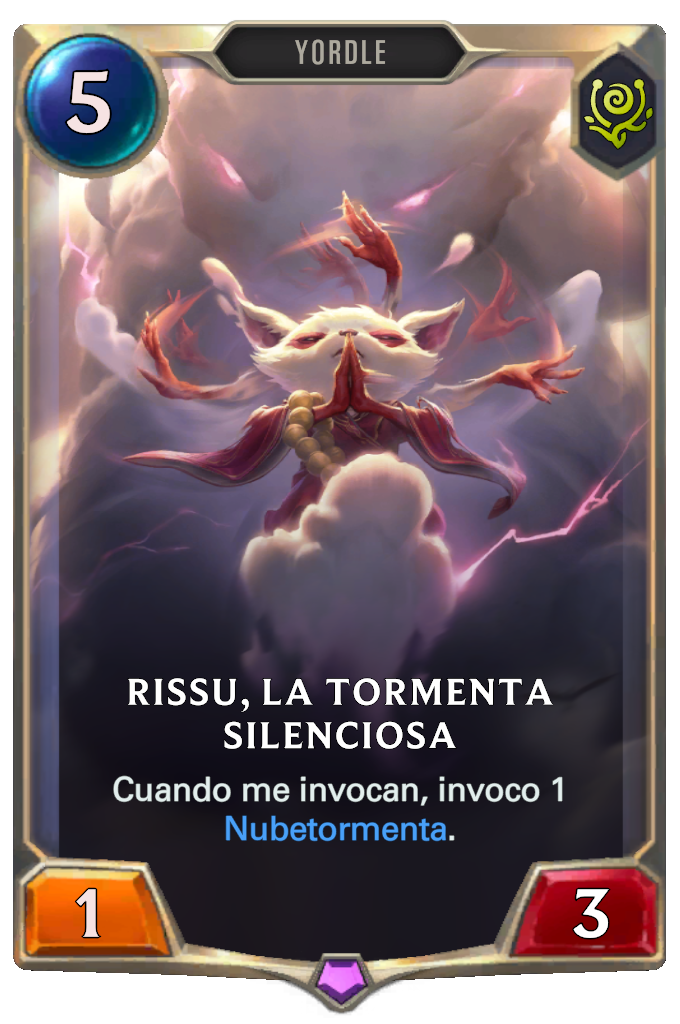 YORDLE
5
RISSU, LA TORMENTA
SILENCIOSA
Cuando me invocan, invoco 1
Nubetormenta.
1
3